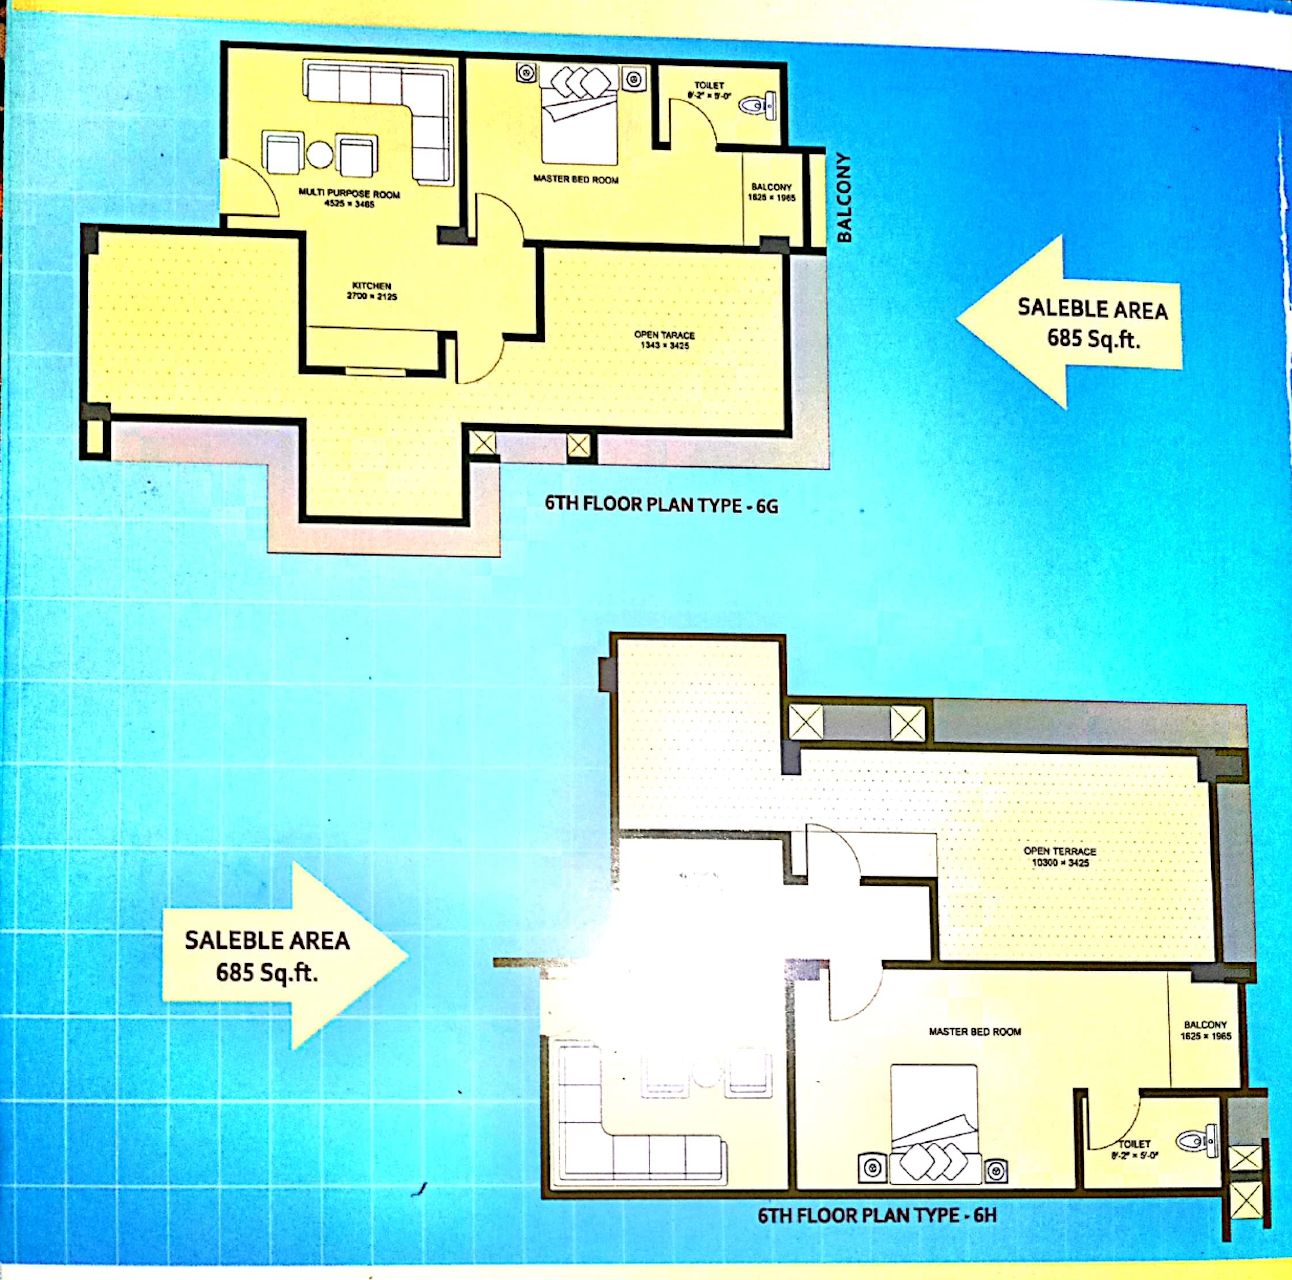 TOILET
8'-2" × 5'-0"
MASTER BED ROOM
MULTI PURPOSE ROOM
4525 × 3465
BALCONY
1625 × 1965
BALCONY
KITCHEN
2700 × 2125
OPEN TARACE
1343 × 3425
SALEBLE AREA
685 Sq.ft.
6TH FLOOR PLAN TYPE - 6G
OPEN TERRACE
10300 × 3425
SALEBLE AREA
685 Sq.ft.
MASTER BED ROOM
BALCONY
1625 × 1965
TOILET
8'-2" × 5'-0"
6TH FLOOR PLAN TYPE - 6H